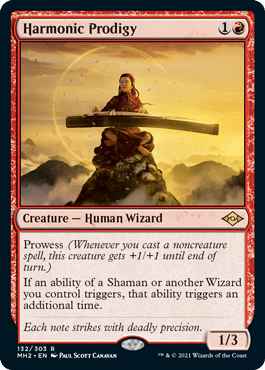 Harmonic Prodigy 1
Creature — Human Wizard
Prowess (Whenever you cast a noncreature
spell, this creature gets +1/+1 until end of
turn.)
If an ability of a Shaman or another Wizard
you control triggers, that ability triggers an
additional time.
Each note strikes with deadly precision.
1/3
132/303 R
MH2 • EN Paul Scott Canavan
™ & © 2021 Wizards of the Coast